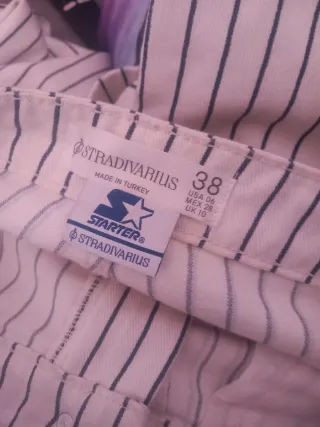 STRADIVARIUS
MADE IN TURKEY
38
USA 06
MEX 28
UK 10
STARTER®
STRADIVARIUS